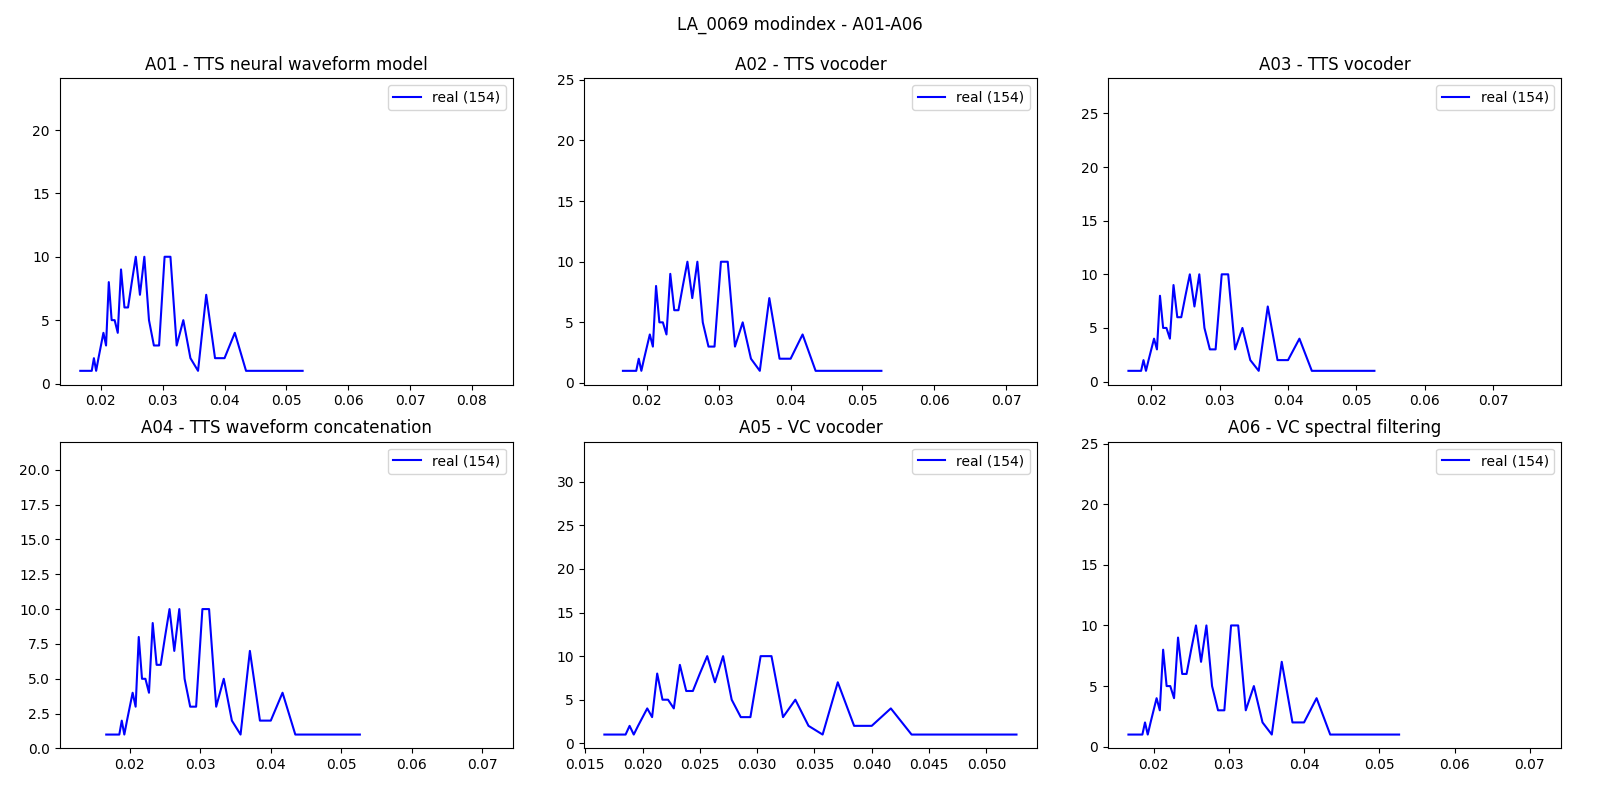 LA_0069 modindex - A01-A06
A01 - TTS neural waveform model
real (154)
20
15
10
5
0
0.02 0.03 0.04 0.05 0.06 0.07 0.08
A02 - TTS vocoder
real (154)
25
20
15
10
5
0
0.02 0.03 0.04 0.05 0.06 0.07
A03 - TTS vocoder
real (154)
25
20
15
10
5
0
0.02 0.03 0.04 0.05 0.06 0.07
A04 - TTS waveform concatenation
real (154)
20.0
17.5
15.0
12.5
10.0
7.5
5.0
2.5
0.0
0.02 0.03 0.04 0.05 0.06 0.07
A05 - VC vocoder
real (154)
30
25
20
15
10
5
0
0.015 0.020 0.025 0.030 0.035 0.040 0.045 0.050
A06 - VC spectral filtering
real (154)
25
20
15
10
5
0
0.02 0.03 0.04 0.05 0.06 0.07